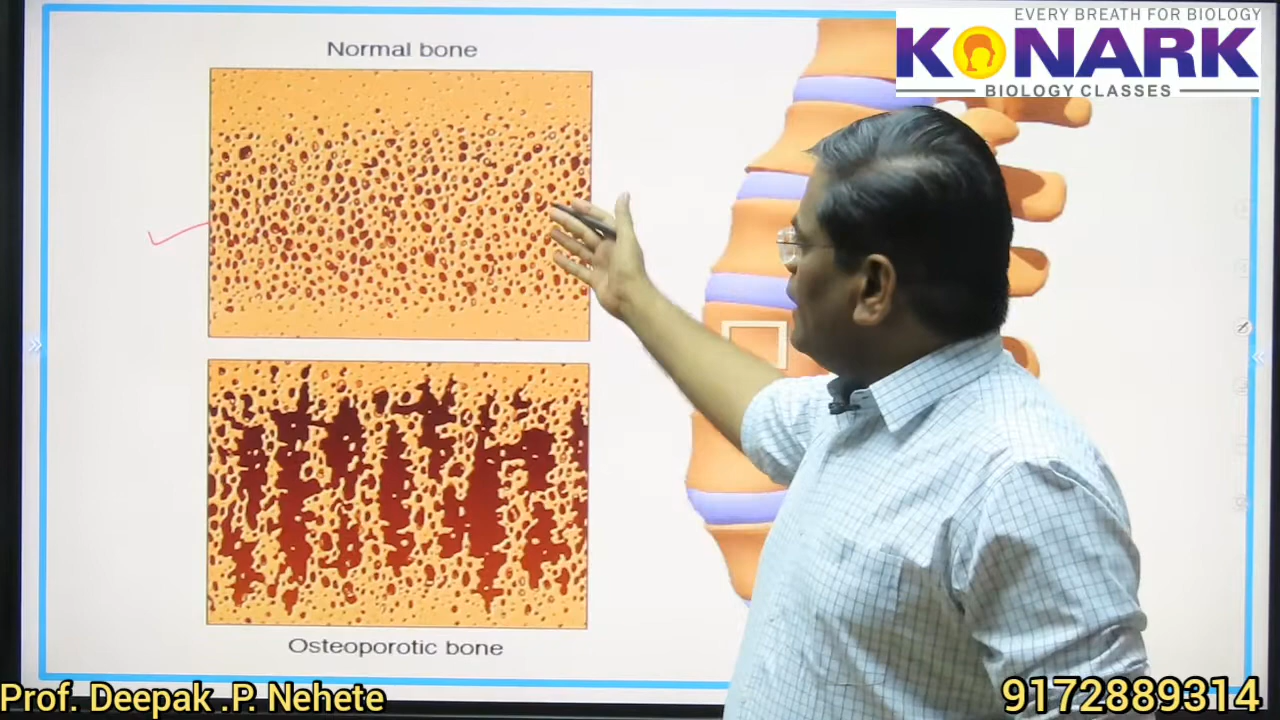 EVERY BREATH FOR BIOLOGY
KONARK
BIOLOGY CLASSES
Normal bone
Osteoporotic bone
Prof. Deepak .P. Nehete
9172889314